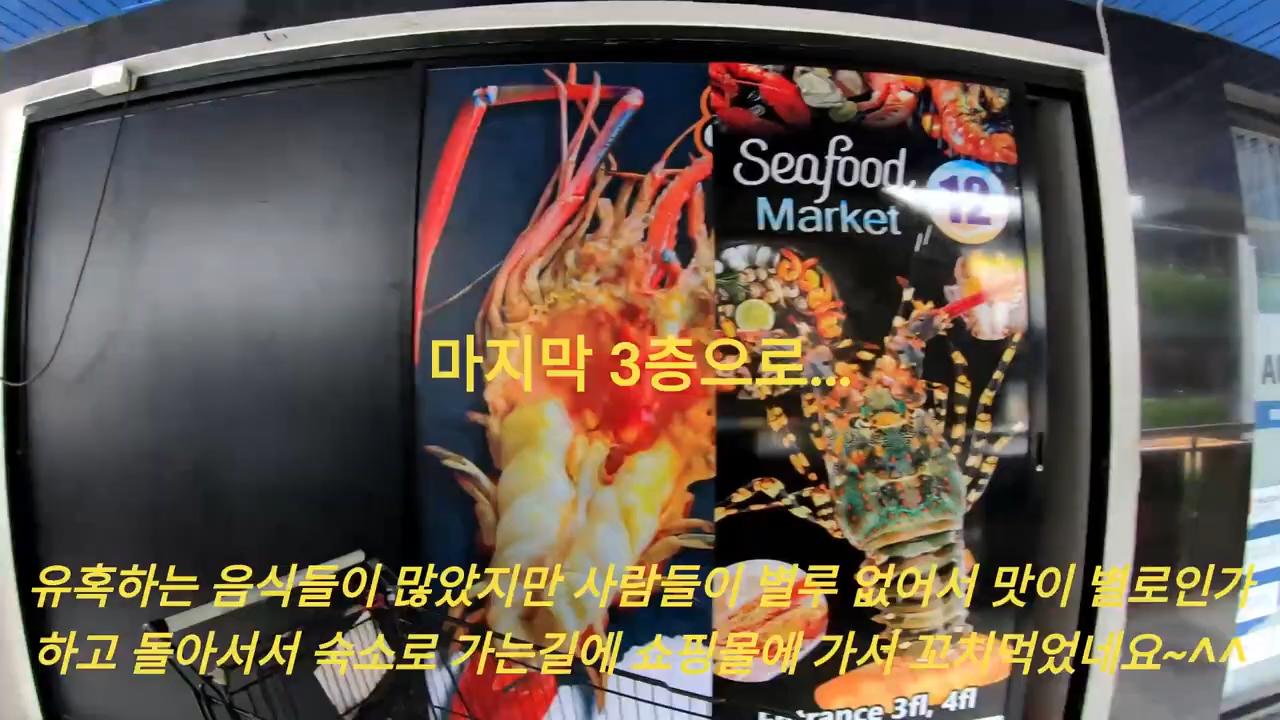 Seafood
Market
12
마지막 3층으로...
유혹하는 음식들이 많았지만 사람들이 별루 없어서 맛이 별로인가
하고 돌아서서 숙소로 가는길에 쇼핑몰에 가서 꼬치먹었네요~^^
Entrance 3fl, 4fl